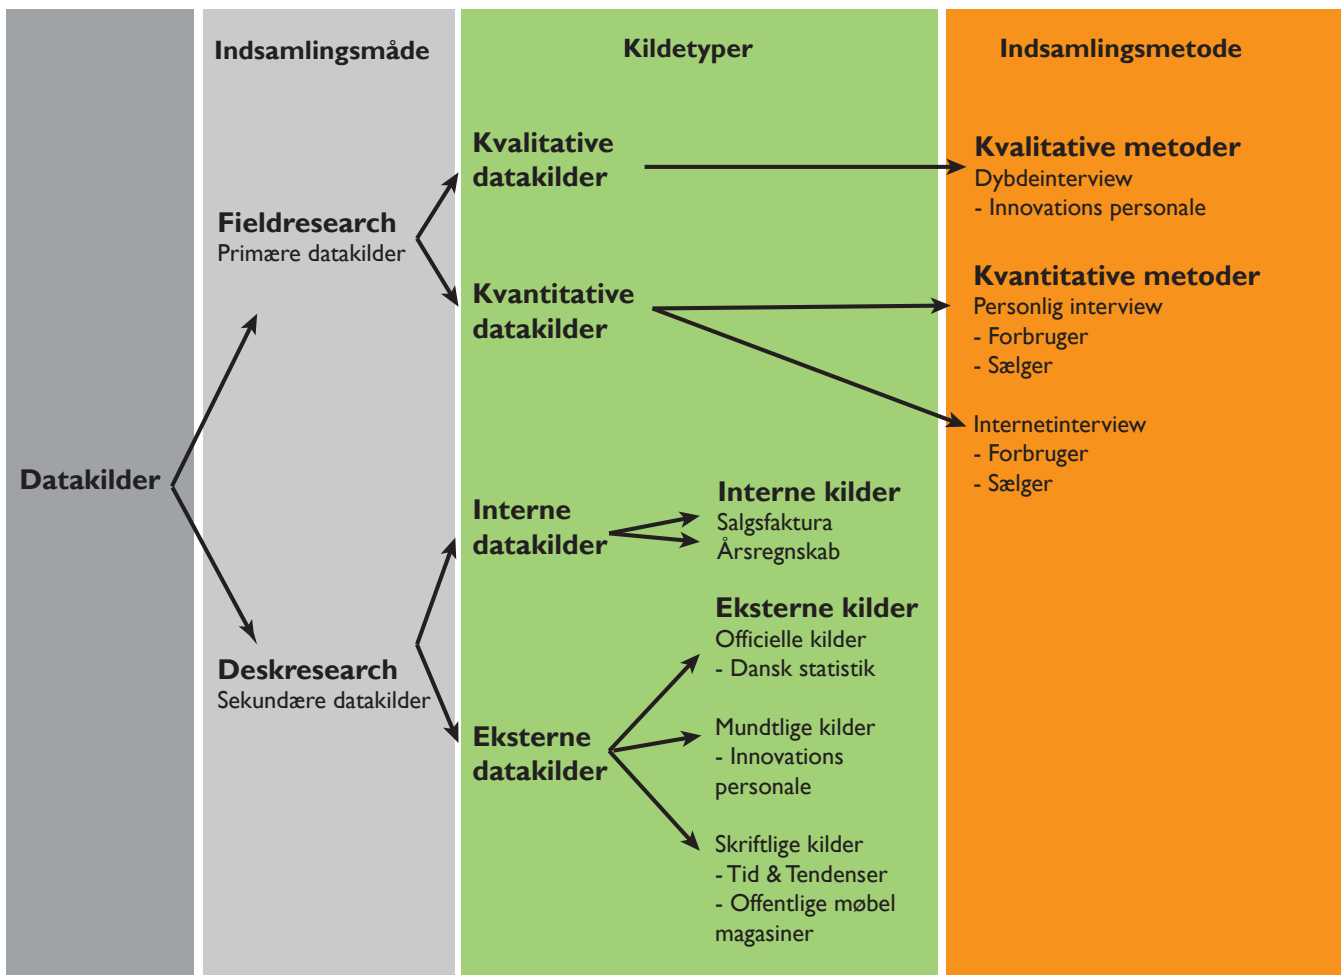 Indsamlingsmåde
Kildetyper
Indsamlingsmetode
Datakilder
Fieldresearch
Primære datakilder
Deskresearch
Sekundære datakilder
Kvalitative
datakilder
Kvantitative
datakilder
Interne
datakilder
Eksterne
datakilder
Interne kilder
Salgsfaktura
Årsregnskab
Eksterne kilder
Officielle kilder
- Dansk statistik
Mundtlige kilder
- Innovations
personale
Skriftlige kilder
- Tid & Tendenser
- Offentlige møbel
magasiner
Kvalitative metoder
Dybdeinterview
- Innovations personale
Kvantitative metoder
Personlig interview
- Forbruger
- Sælger
Internetinterview
- Forbruger
- Sælger